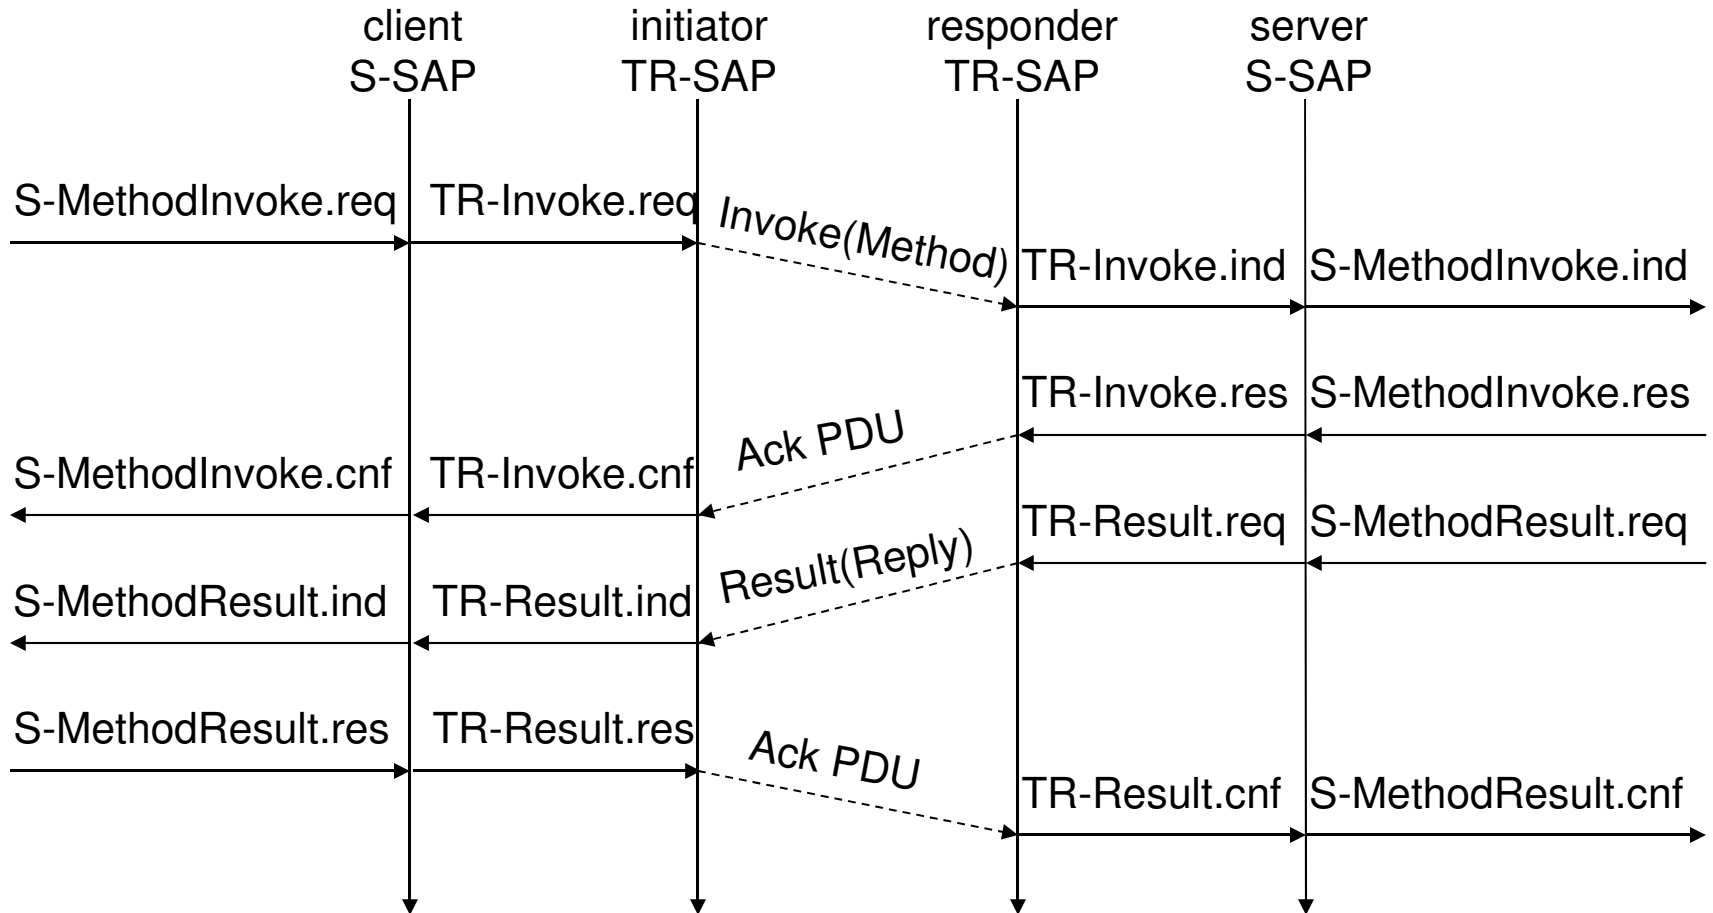 client initiator responder server
S-SAP TR-SAP TR-SAP S-SAP
S-MethodInvoke.req TR-Invoke.req Invoke(Method)
TR-Invoke.ind S-MethodInvoke.ind
TR-Invoke.res S-MethodInvoke.res
Ack PDU
S-MethodInvoke.cnf TR-Invoke.cnf
TR-Result.req S-MethodResult.req
Result(Reply)
S-MethodResult.ind TR-Result.ind
S-MethodResult.res TR-Result.res
Ack PDU
TR-Result.cnf S-MethodResult.cnf